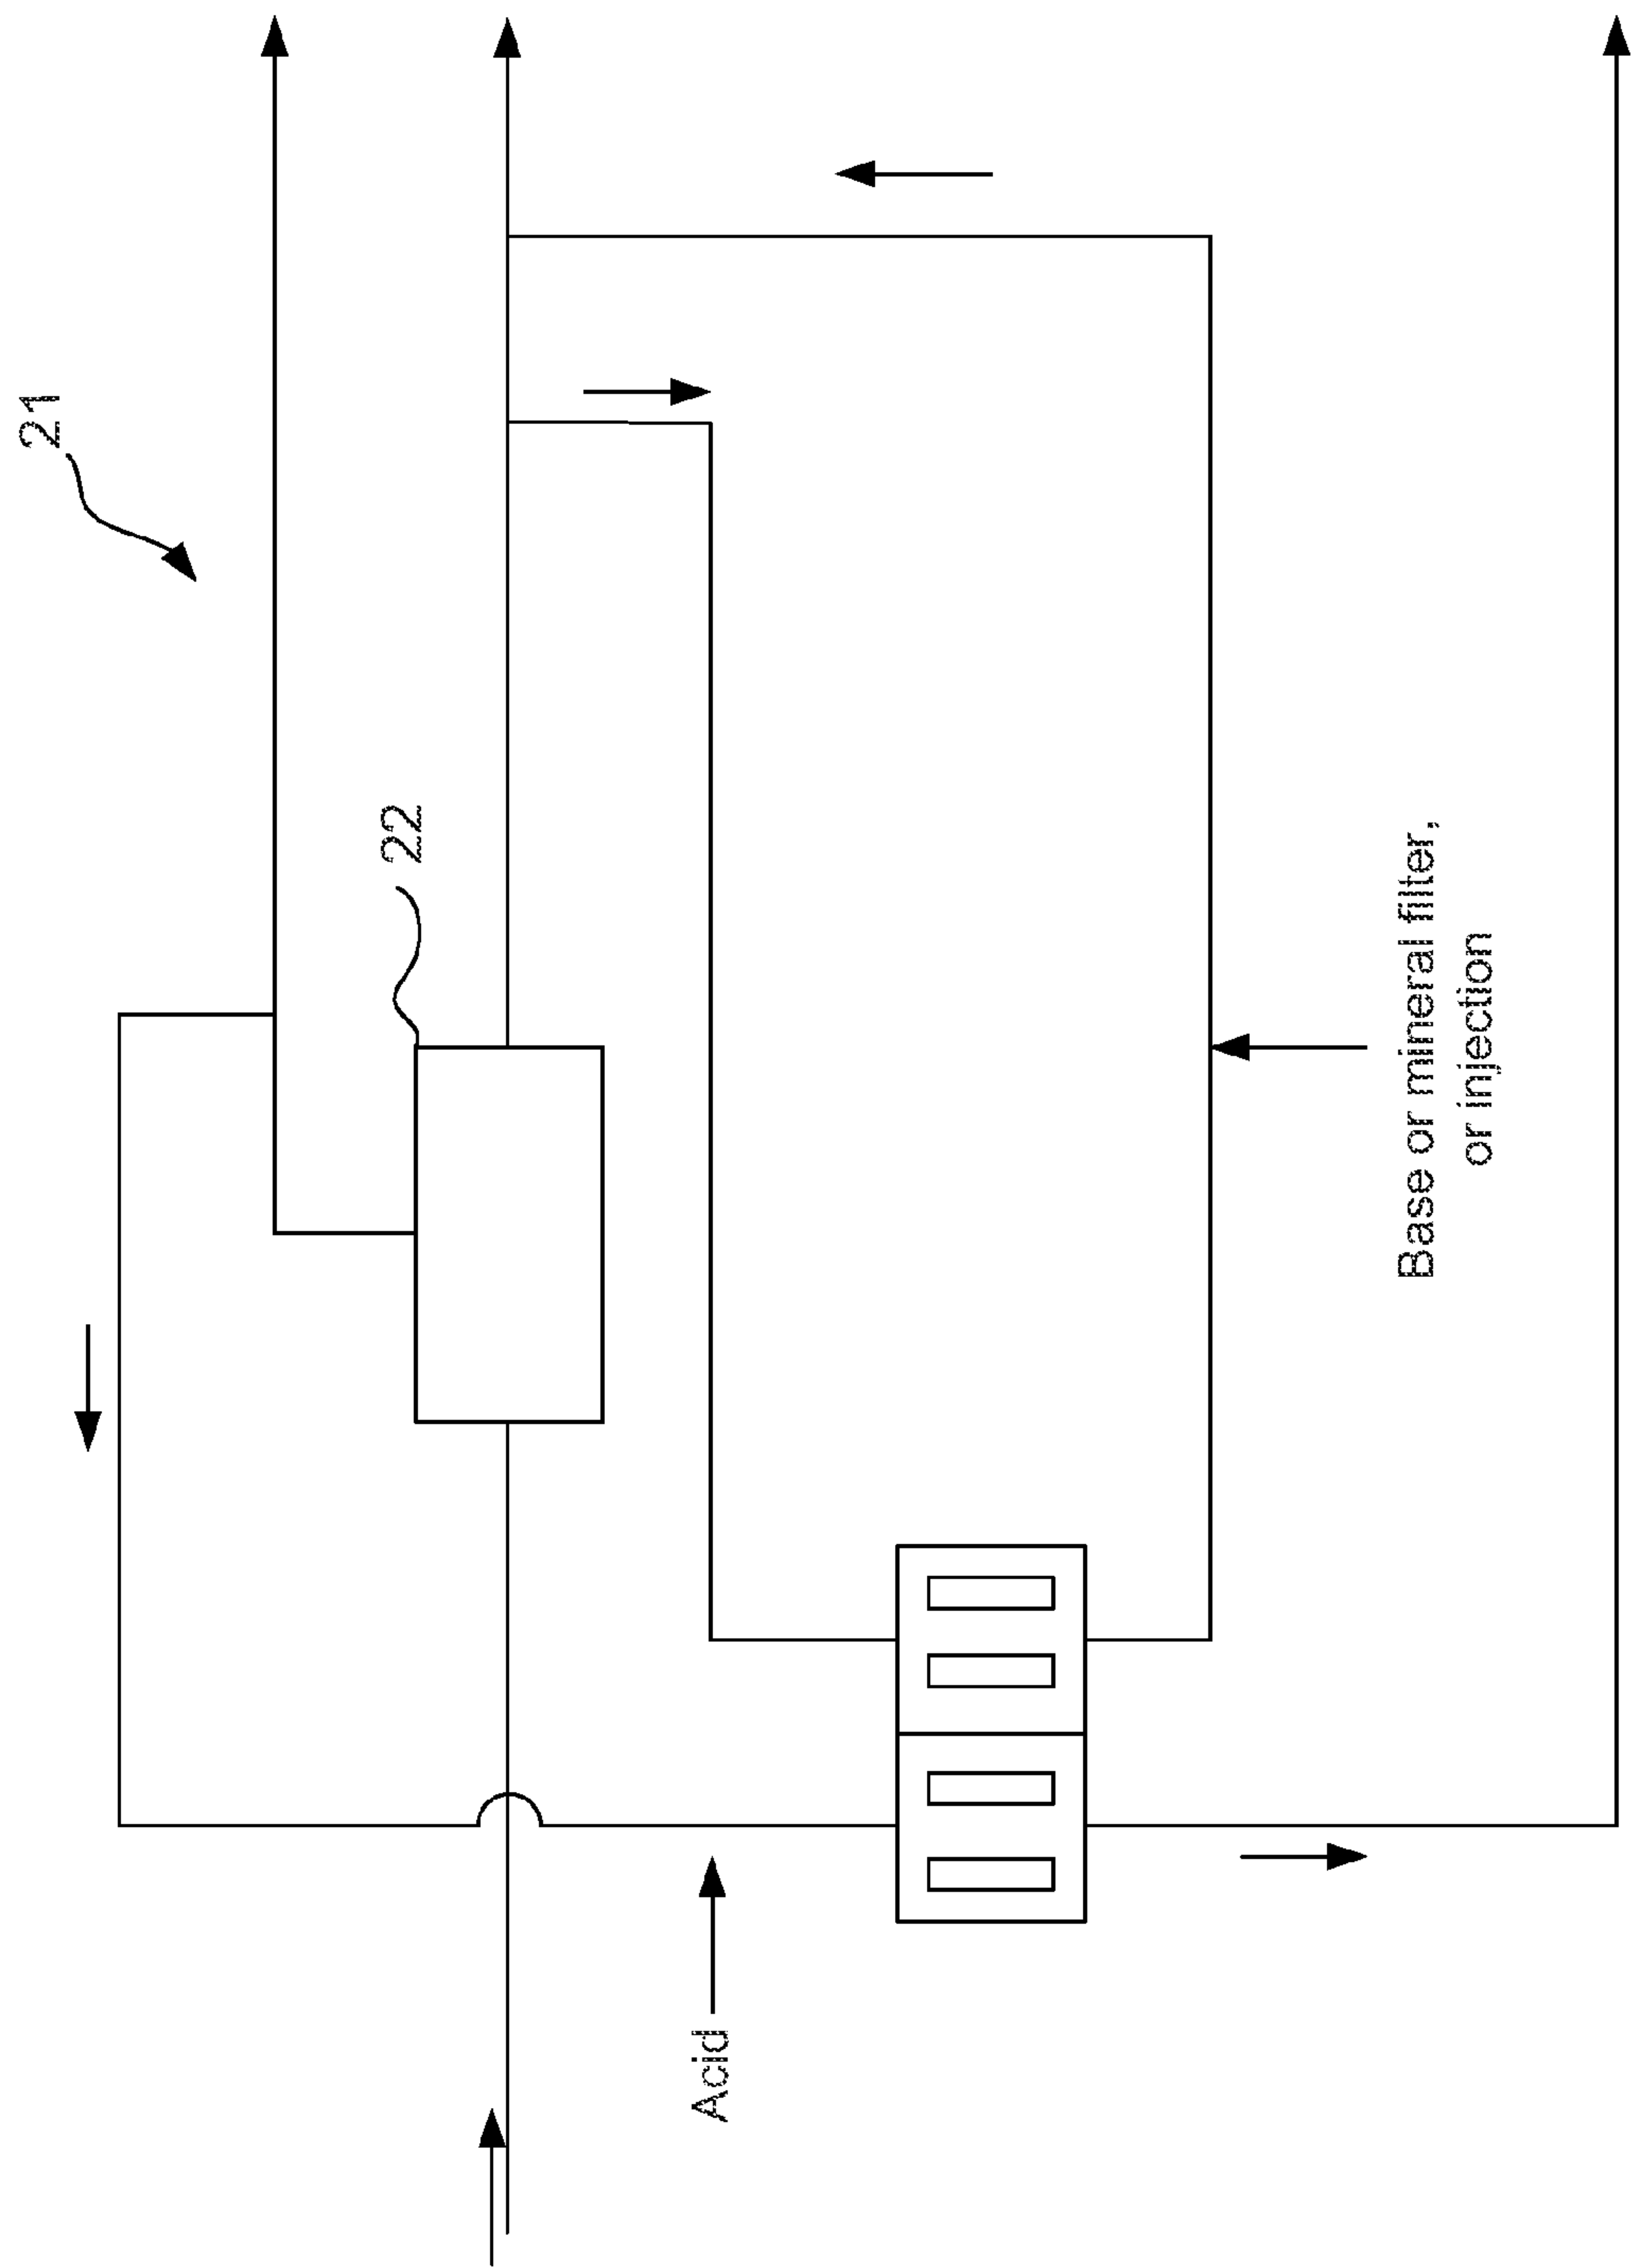 21
22
Acid
Base or mineral filter,
or injection